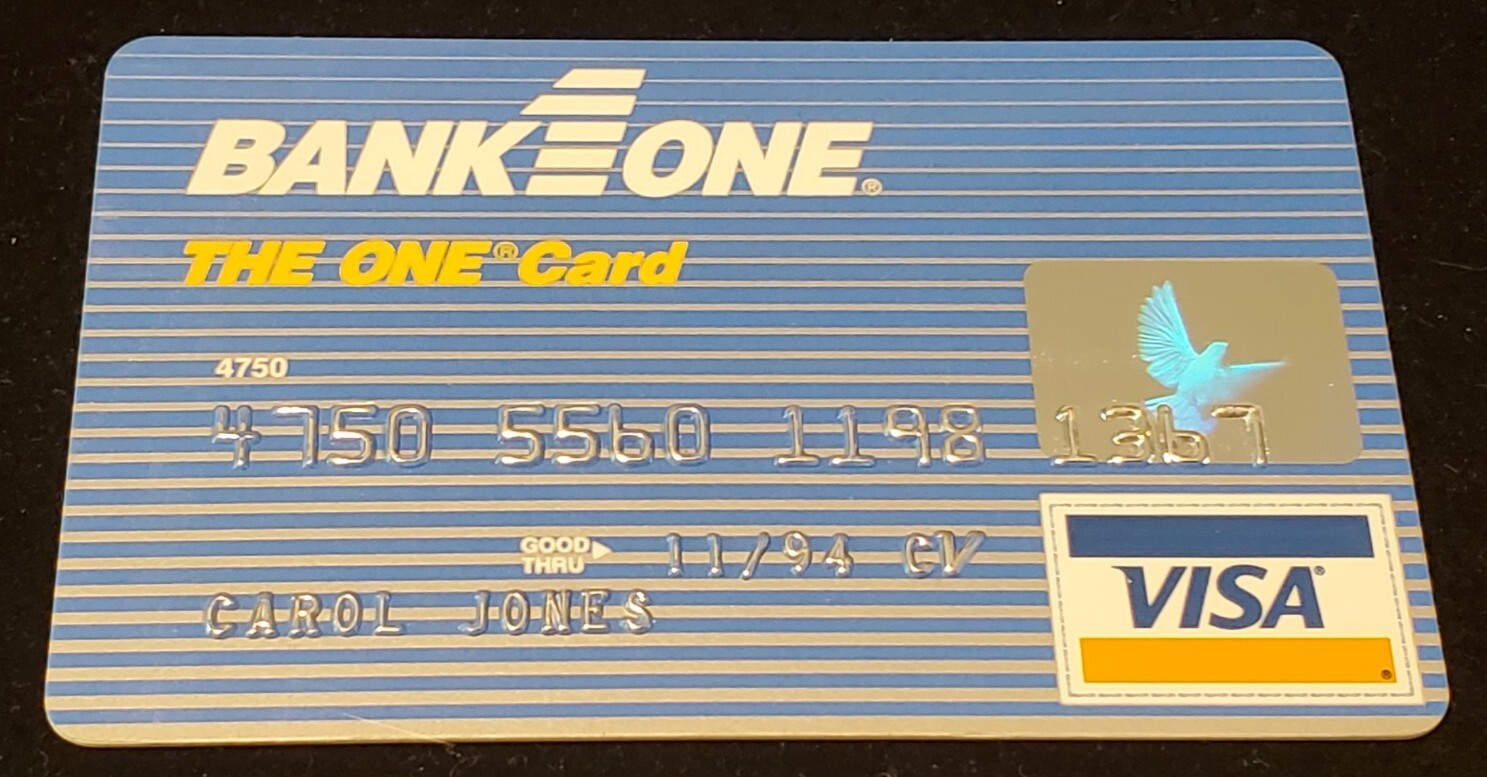 BANK ONE®
THE ONE® Card
4750
4750 5560 1198 1367
GOOD THRU 11/94 CV
CAROL JONES
VISA®